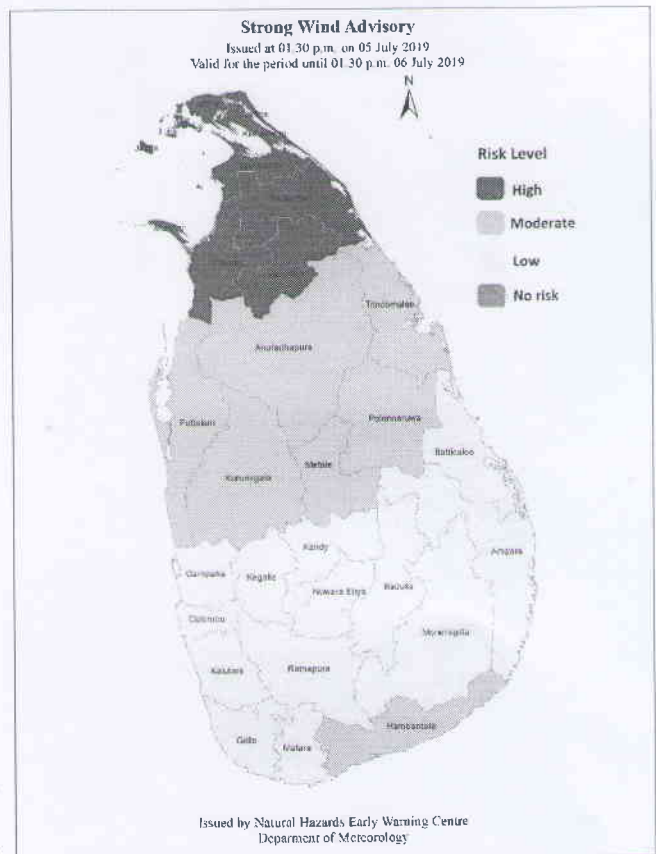 Strong Wind Advisory
Issued at 01.30 p.m. on 05 July 2019
Valid for the period until 01.30 p.m. 06 July 2019
N
Risk Level
High
Moderate
Low
No risk
Trincomalee
Anuradhapura
Puttalam
Polonnaruwa
Batticaloa
Matale
Kurunegala
Kandy
Ampara
Gampaha
Kegalle
Nuwara Eliya
Badulla
Colombo
Moneragala
Kalutara
Ratnapura
Hambantota
Galle
Matara
Issued by Natural Hazards Early Warning Centre
Deparment of Meteorology